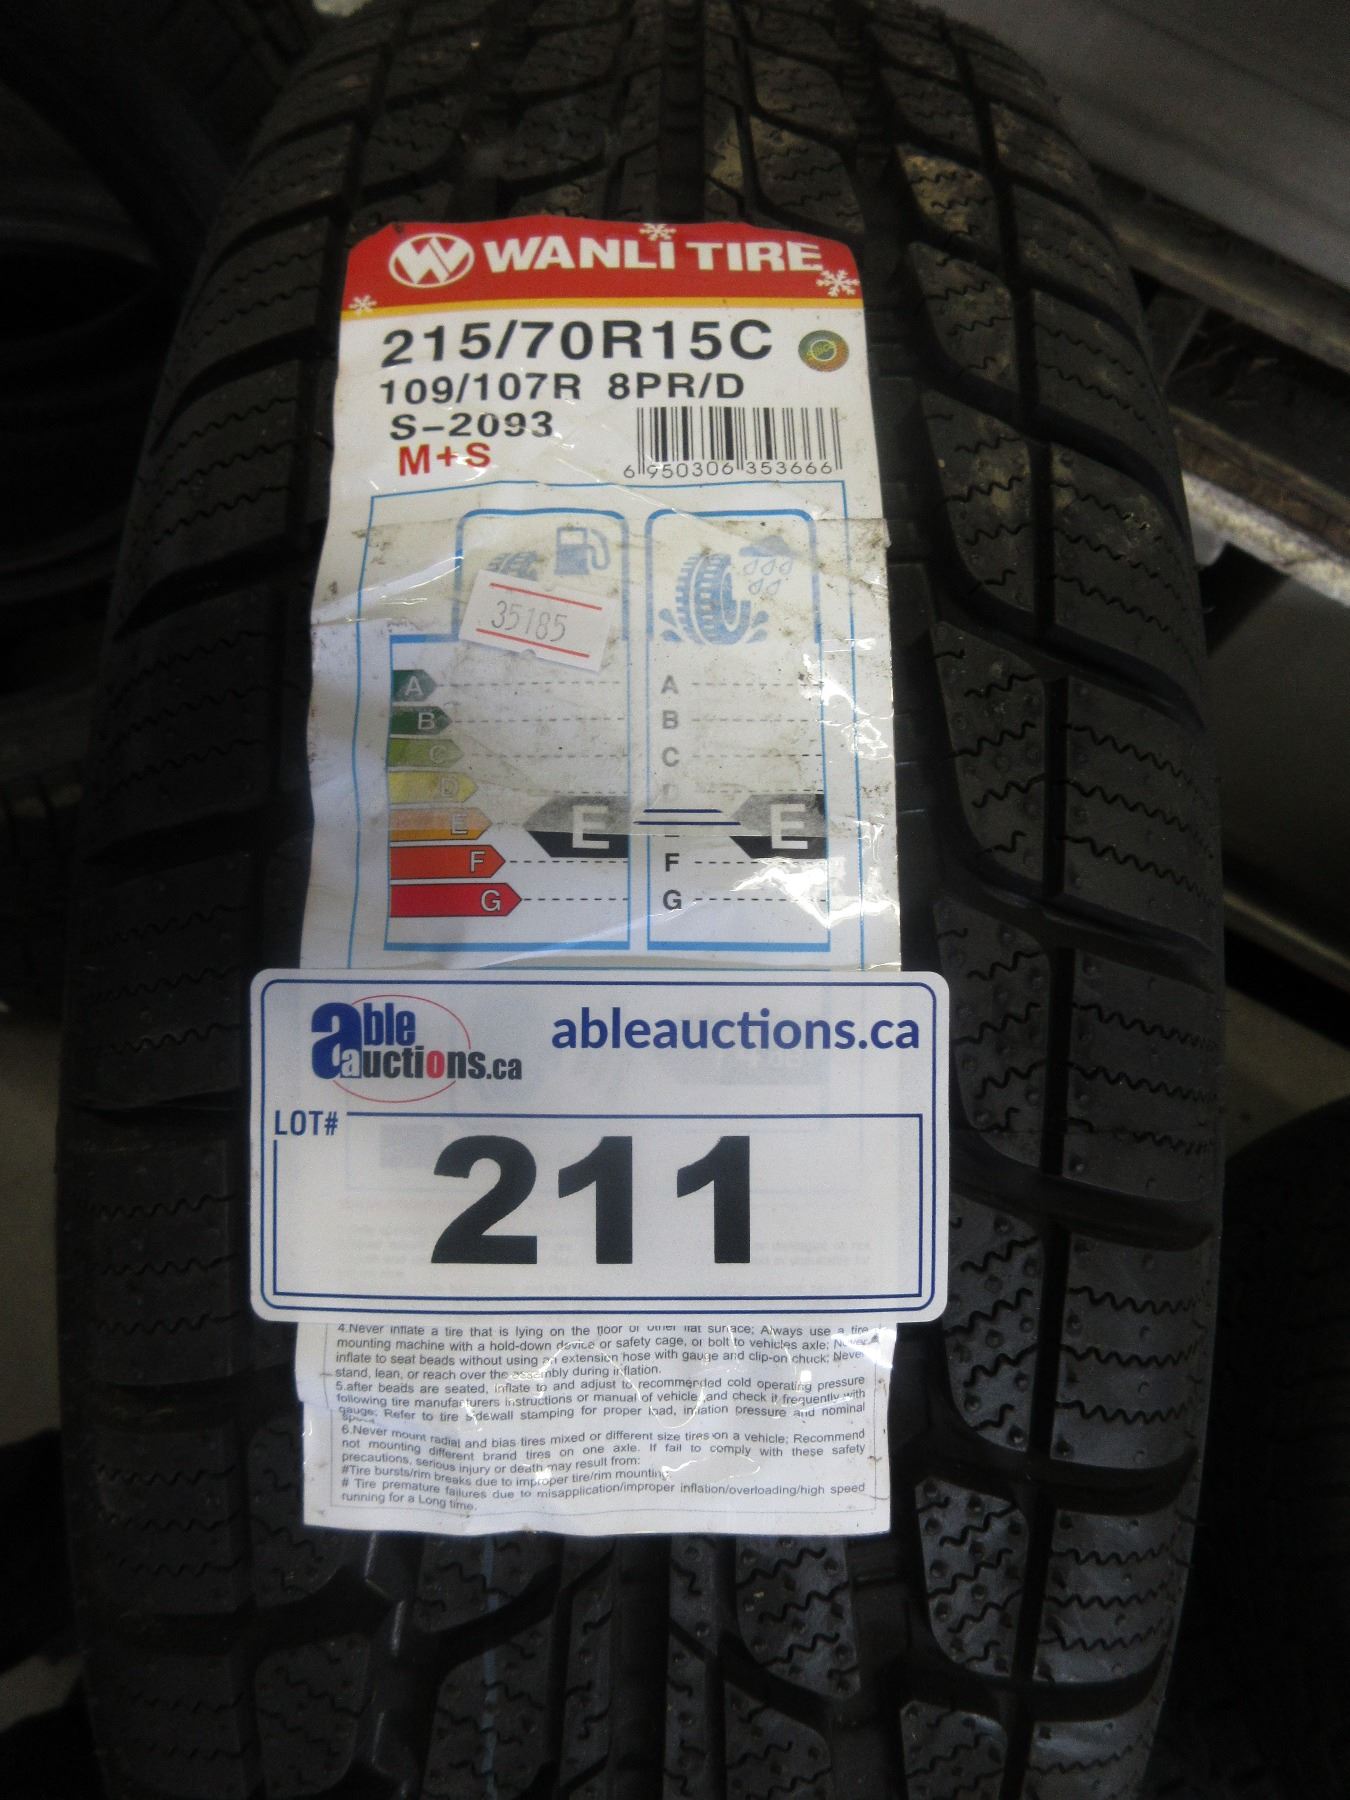 WANLI TIRE
215/70R15C
109/107R 8PR/D
S-2093
M+S
6 950306 353666
35185
A
B
C
D
E
F
G
E
A
B
C
F
G
E
able auctions.ca
ableauctions.ca
LOT#
211
4.Never inflate a tire that is lying on the floor or other flat surface; Always use a tire
mounting machine with a hold-down device or safety cage, or bolt to vehicles axle; Never
inflate to seat beads without using an extension hose with gauge and clip-on chuck; Never
stand, lean, or reach over the assembly during inflation.
5.after beads are seated, inflate to and adjust to recommended cold operating pressure
following tire manufacturers instructions or manual of vehicle,and check it frequently with
gauge; Refer to tire sidewall stamping for proper load, inflation pressure and nominal
speed.
6.Never mount radial and bias tires mixed or different size tires on a vehicle; Recommend
not mounting different brand tires on one axle. If fail to comply with these safety
precautions, serious injury or death may result from:
#Tire bursts/rim breaks due to improper tire/rim mounting;
# Tire premature failures due to misapplication/improper inflation/overloading/high speed
running for a Long time.